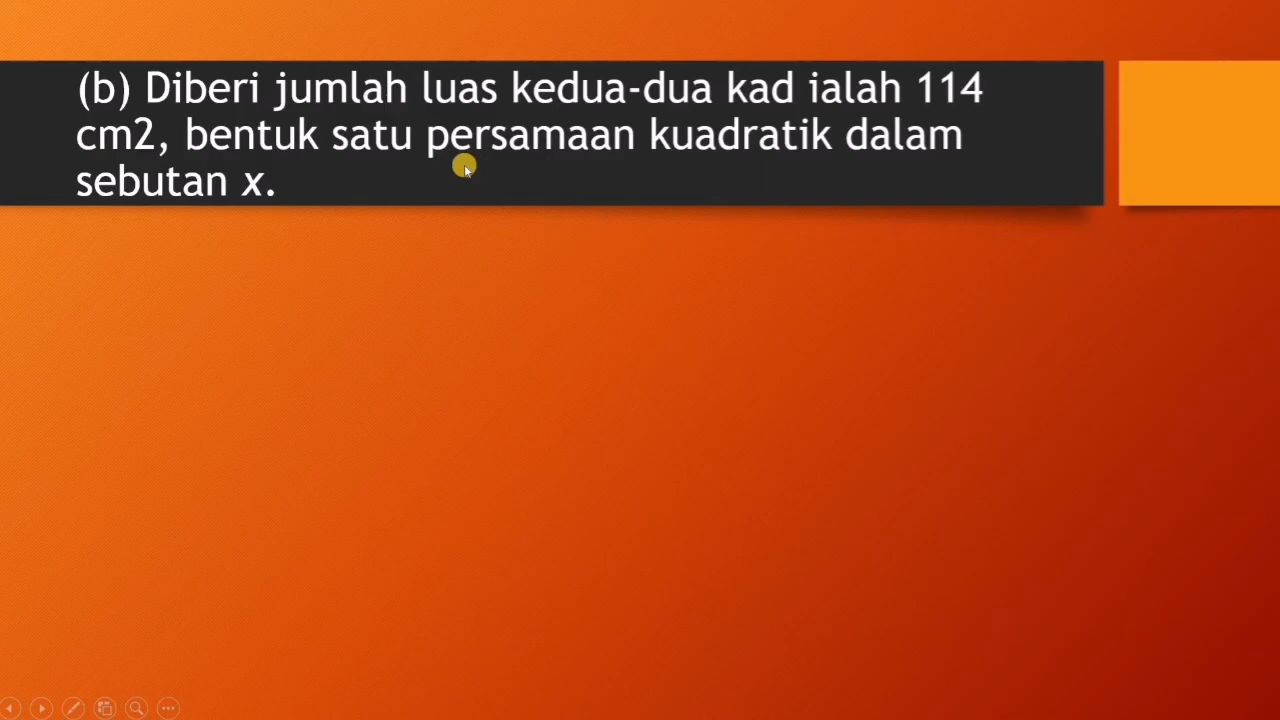 (b) Diberi jumlah luas kedua-dua kad ialah 114
cm2, bentuk satu persamaan kuadratik dalam
sebutan x.